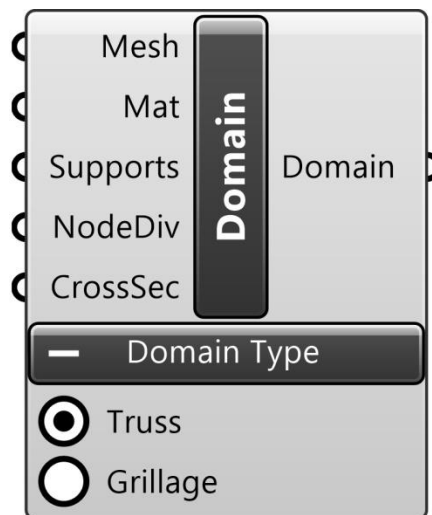 Mesh
Mat
Supports
NodeDiv
CrossSec
Domain
Domain
Domain Type
Truss
Grillage